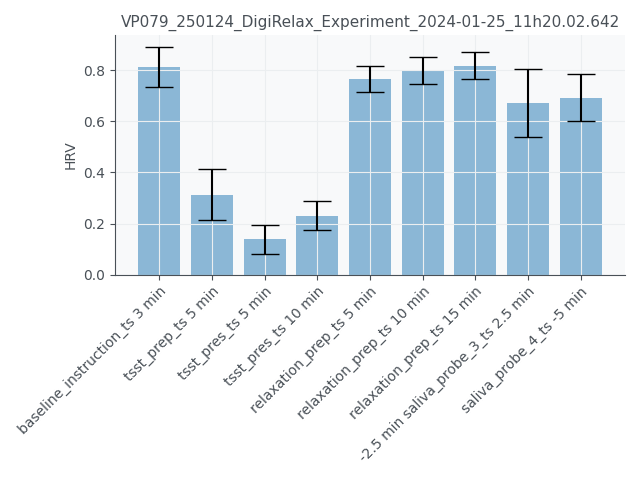 VP079_250124_DigiRelax_Experiment_2024-01-25_11h20.02.642
HRV
0.8
0.6
0.4
0.2
0.0
baseline_instruction_ts 3 min
tsst_prep_ts 5 min
tsst_pres_ts 5 min
tsst_pres_ts 10 min
relaxation_prep_ts 5 min
relaxation_prep_ts 10 min
relaxation_prep_ts 15 min
-2.5 min saliva_probe_3_ts 2.5 min
saliva_probe_4_ts -5 min